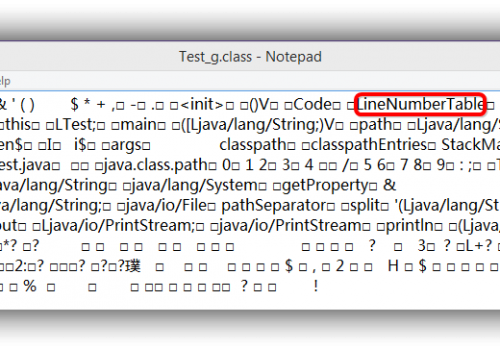 Test_g.class - Notepad
elp
& ' ( ) $ * + ,□ -□ .□ □<init>□ □()V□ □Code□ □LineNumberTable□
□this□ □LTest;□ □main□ □([Ljava/lang/String;)V□ □path□ □Ljava/lang/S
en$□ □I□ i$□ □args□ classpath□ □classpathEntries□ StackMa
est.java□ □□ □java.class.path□ 0□ 1 2□ 3□ 4 □□ /□ 5 6 7 8□ 9□ : ;□ □T
ava/lang/String□ □java/lang/System□ □getProperty□ &
ava/lang/String;□ □java/io/File□ pathSeparator□ □split□ '(Ljava/lang/S
out□ □Ljava/io/PrintStream;□ □java/io/PrintStream□ □println□ □(Ljava/l
□*? □? □ □ □ □ □ □ □ □ □ □ □ □ ? □ 3□ ? □L+? □
□□2:□? □□□? □?□?璞 □ □ □ □ □ □ □ $ □ , □ 2 □ □ H □ $ □ □ □ □ □
□ □ % □ □ □ □ □ □ □ □ □ ? □ □ !